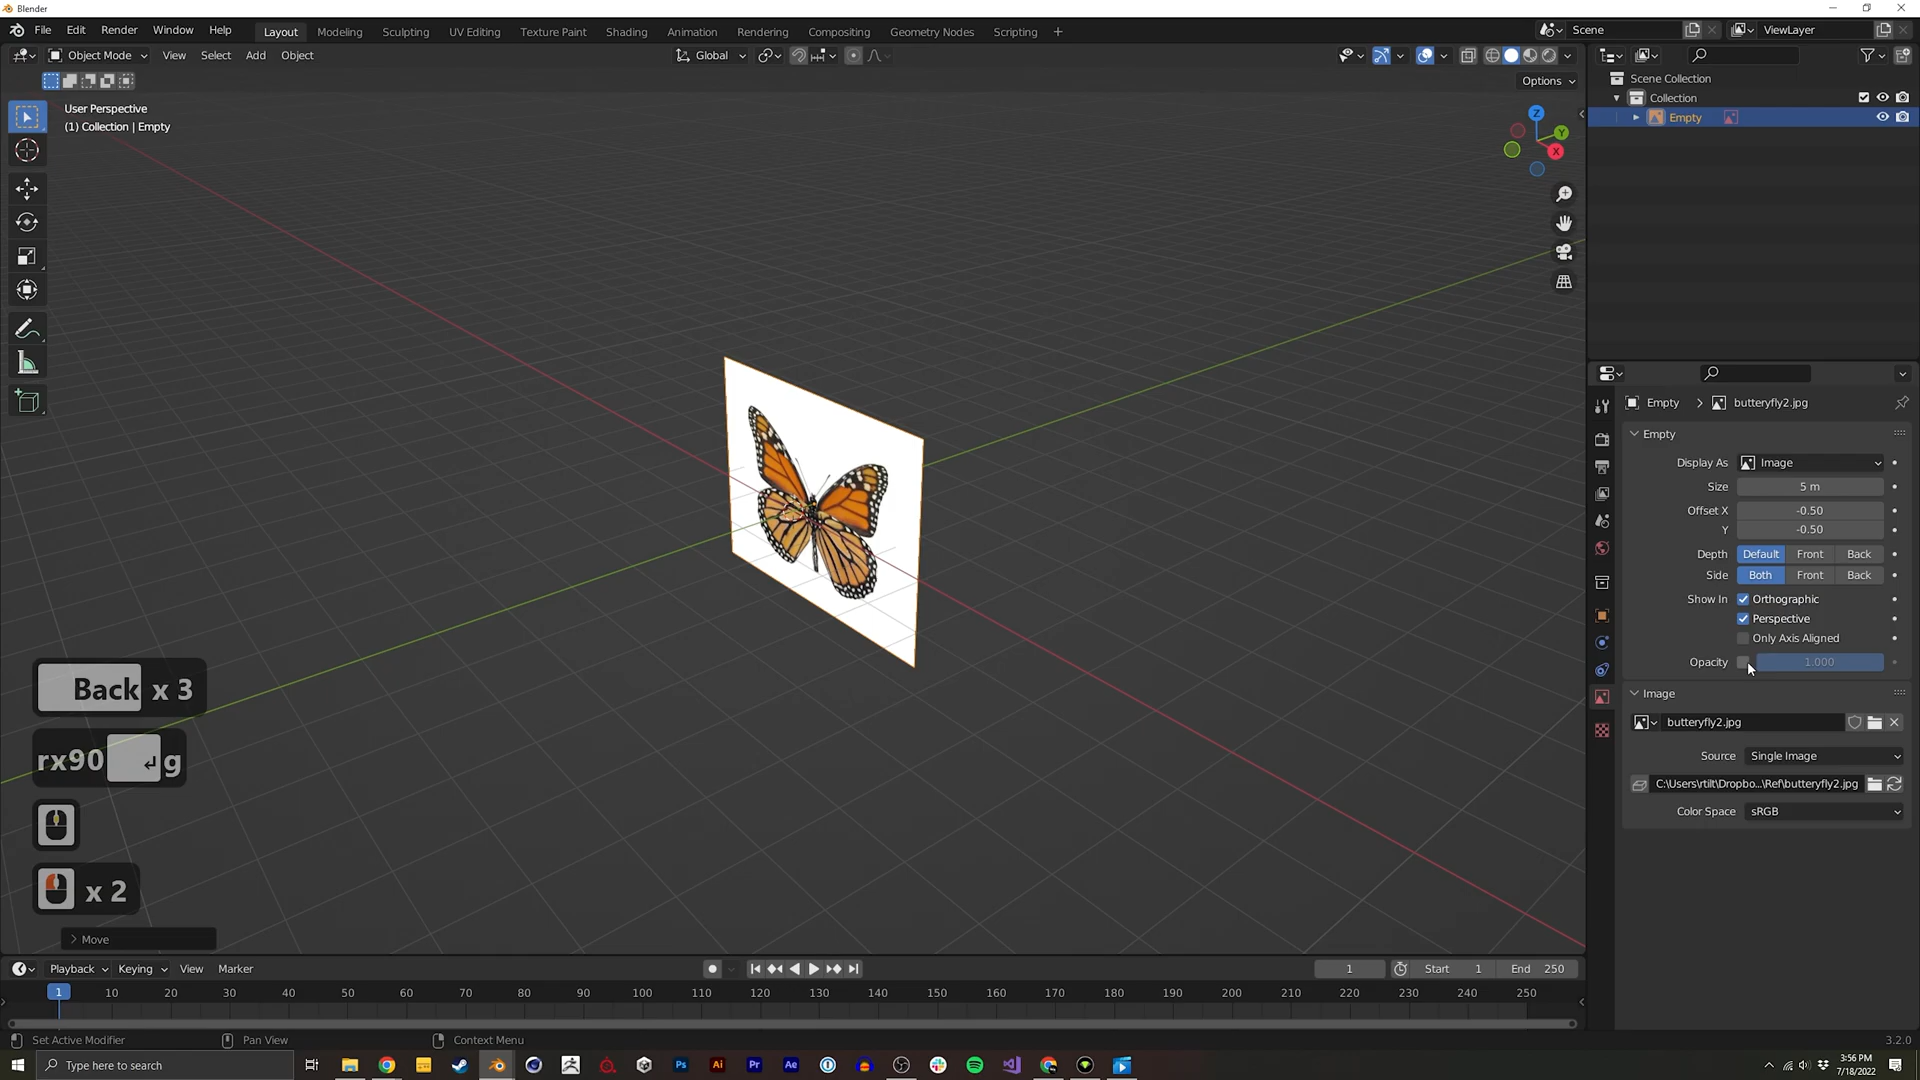 Blender
File Edit Render Window Help Layout Modeling Sculpting UV Editing Texture Paint Shading Animation Rendering Compositing Geometry Nodes Scripting + Scene ViewLayer
Object Mode View Select Add Object Global
Options
User Perspective
(1) Collection | Empty
Z
Y
X
Scene Collection
Collection
Empty
Empty > butteryfly2.jpg
Empty
Display As Image
Size 5 m
Offset X -0.50
Y -0.50
Depth Default Front Back
Side Both Front Back
Show In Orthographic
Perspective
Only Axis Aligned
Opacity 1.000
Image
butteryfly2.jpg
Source Single Image
C:\Users\rtilt\Dropbo...\Ref\butteryfly2.jpg
Color Space sRGB
Back x 3
rx90 ↵ g
x 2
> Move
Playback Keying View Marker 1 Start 1 End 250
1 10 20 30 40 50 60 70 80 90 100 110 120 130 140 150 160 170 180 190 200 210 220 230 240 250
Set Active Modifier Pan View Context Menu 3.2.0
Type here to search Ps Ai Pr Ae 3:56 PM
7/18/2022